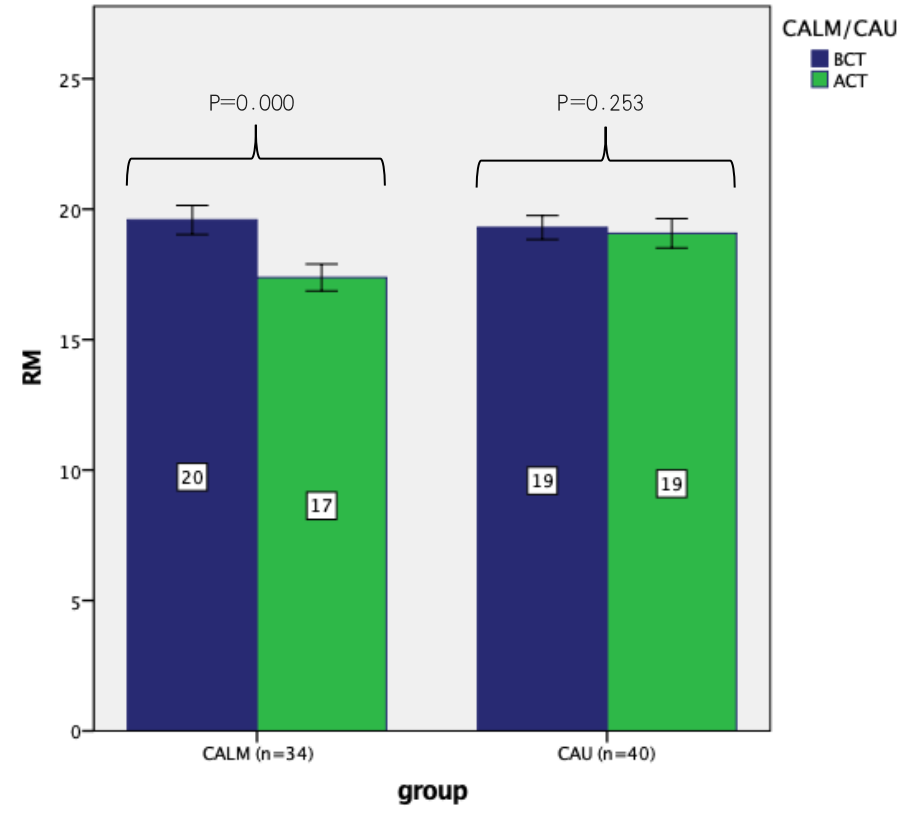 CALM/CAU
BCT
ACT
25
P=0.000
P=0.253
20
15
RM
10
20
17
19
19
5
0
CALM (n=34)
CAU (n=40)
group